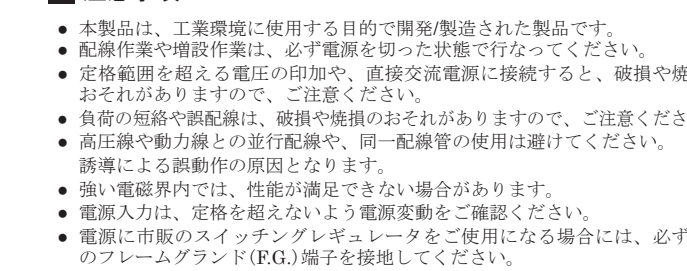 ● 本製品は、工業環境に使用する目的で開発/製造された製品です。
● 配線作業や増設作業は、必ず電源を切った状態で行なってください。
● 定格範囲を超える電圧の印加や、直接交流電源に接続すると、破損や焼
おそれがありますので、ご注意ください。
● 負荷の短絡や誤配線は、破損や焼損のおそれがありますので、ご注意くださ
● 高圧線や動力線との並行配線や、同一配線管の使用は避けてください。
誘導による誤動作の原因となります。
● 強い電磁界内では、性能が満足できない場合があります。
● 電源入力は、定格を超えないよう電源変動をご確認ください。
● 電源に市販のスイッチングレギュレータをご使用になる場合には、必ず
のフレームグランド(F.G.)端子を接地してください。